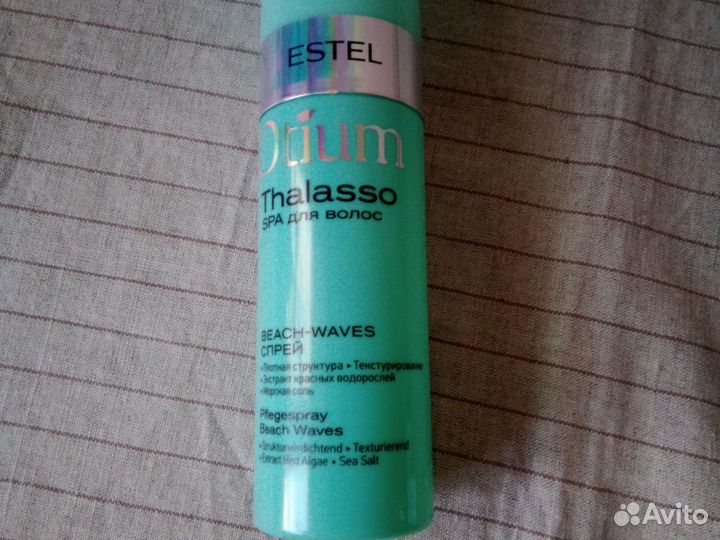 ESTEL
Otium
Thalasso
SPA для волос
BEACH-WAVES
СПРЕЙ
▸Плотная структура ▸ Текстурирование
▸Экстракт красных водорослей
▸Морская соль
Pflegespray
Beach Waves
▸Strukturverdichtend ▸ Texturierend
▸Extract Red Algae ▸ Sea Salt
Avito